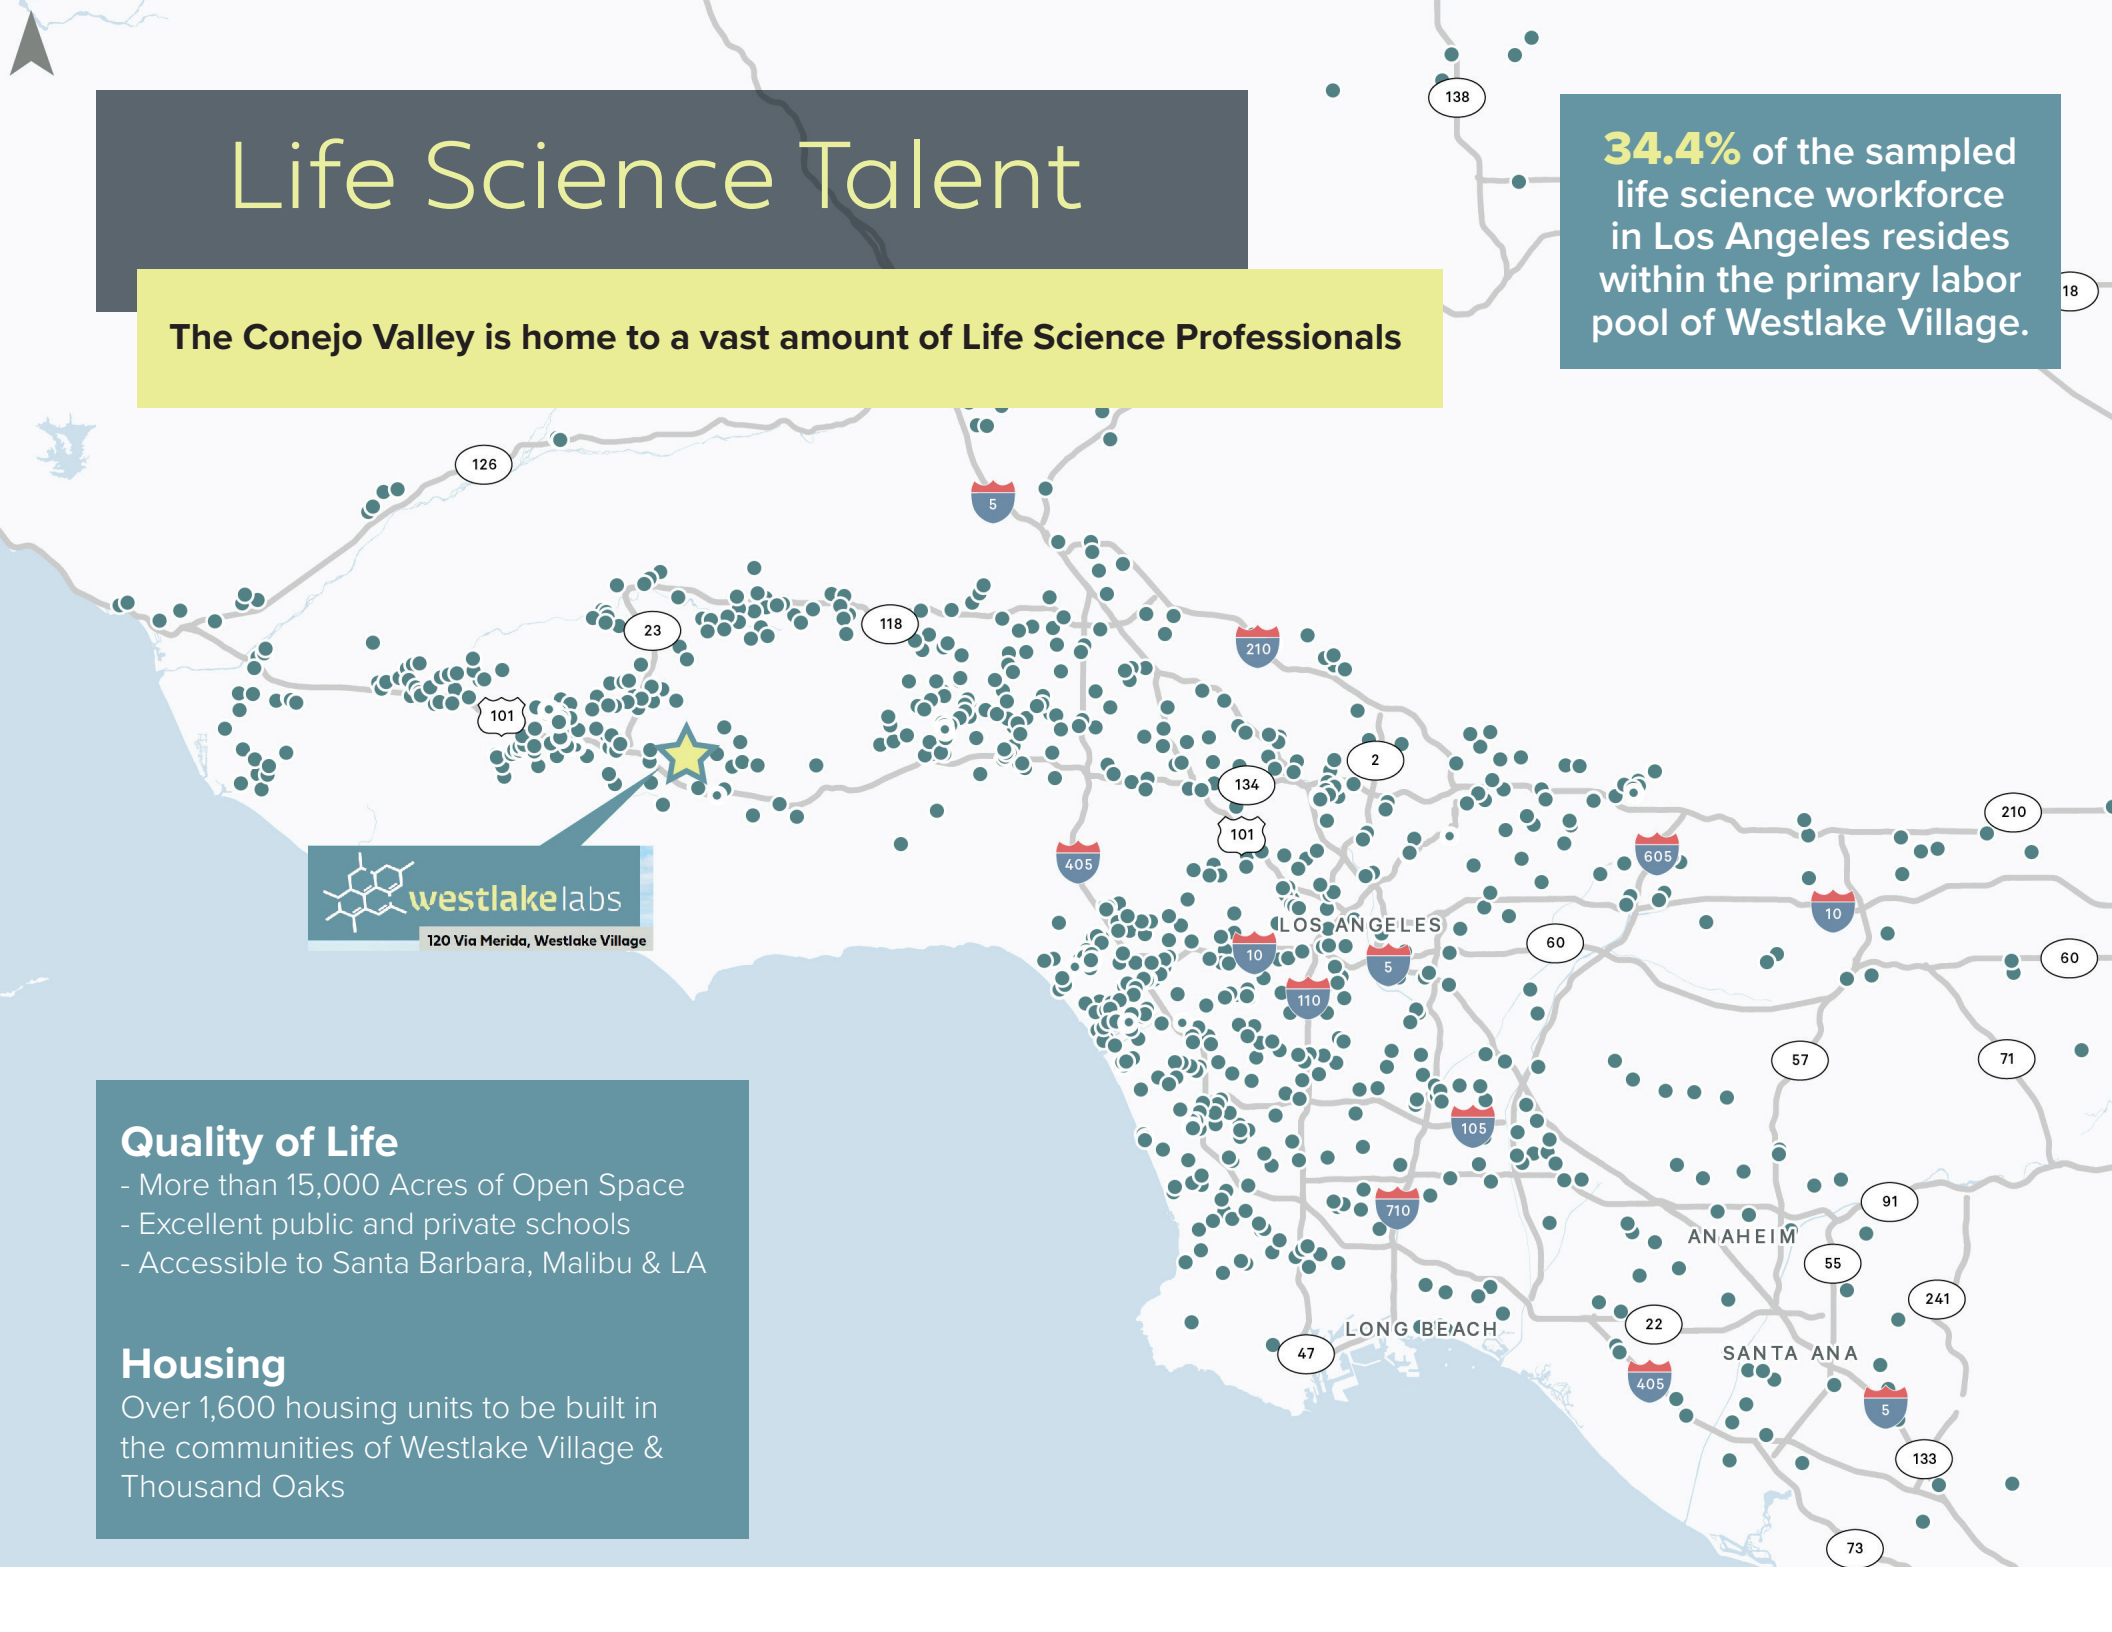 Life Science Talent
The Conejo Valley is home to a vast amount of Life Science Professionals
34.4% of the sampled
life science workforce
in Los Angeles resides
within the primary labor
pool of Westlake Village.
138
18
126
5
23
118
210
101
2
134
101
210
405
605
10
westlakelabs
120 Via Merida, Westlake Village
LOS ANGELES
10
5
60
60
110
57
71
105
Quality of Life
- More than 15,000 Acres of Open Space
- Excellent public and private schools
- Accessible to Santa Barbara, Malibu & LA
710
91
ANAHEIM
55
241
22
LONG BEACH
47
SANTA ANA
405
5
Housing
Over 1,600 housing units to be built in
the communities of Westlake Village &
Thousand Oaks
133
73